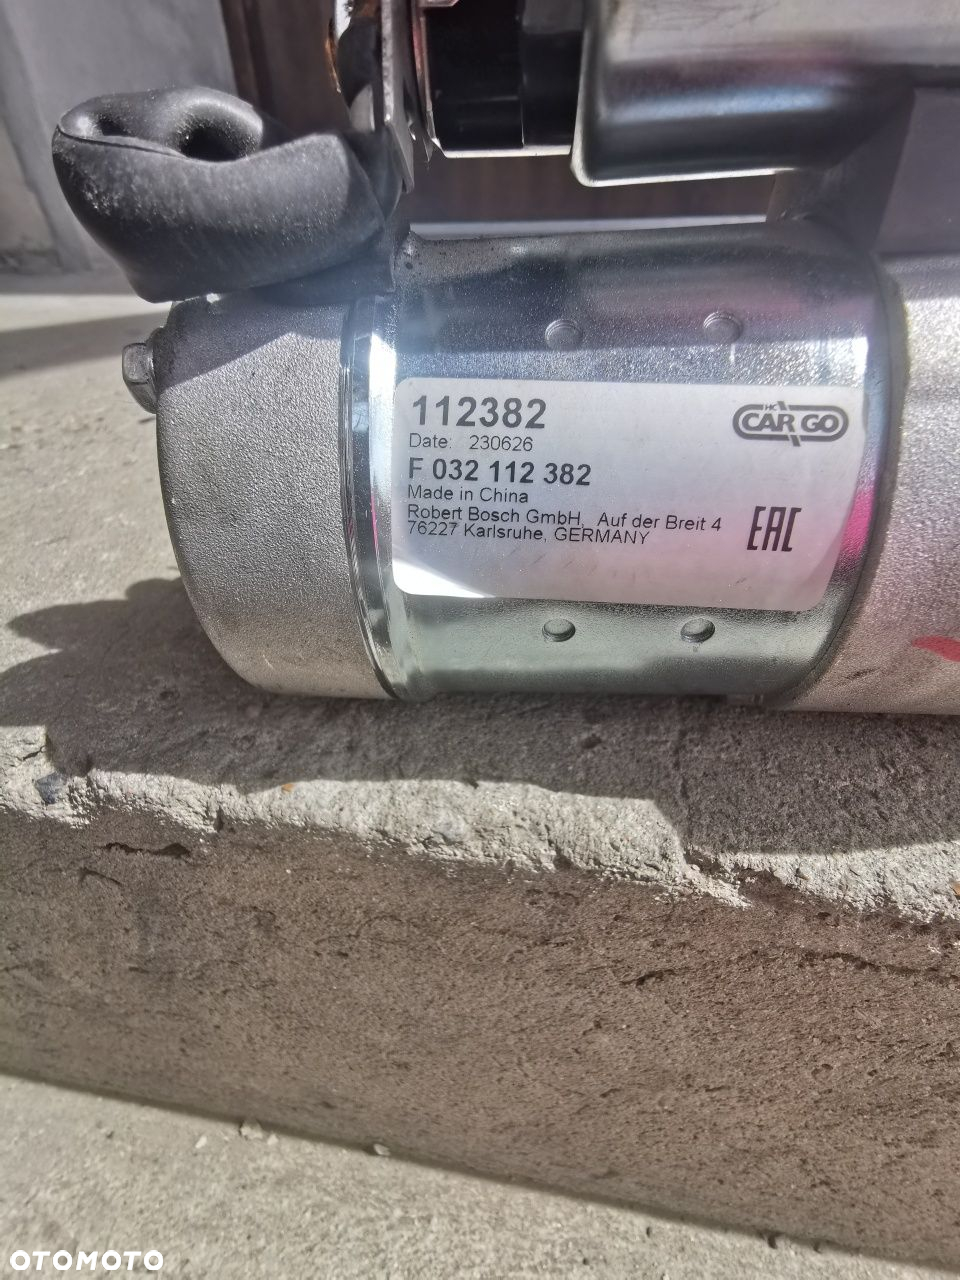 112382
HC
CARGO
Date: 230626
F 032 112 382
Made in China
Robert Bosch GmbH, Auf der Breit 4
76227 Karlsruhe, GERMANY
EAC
OTOMOTO